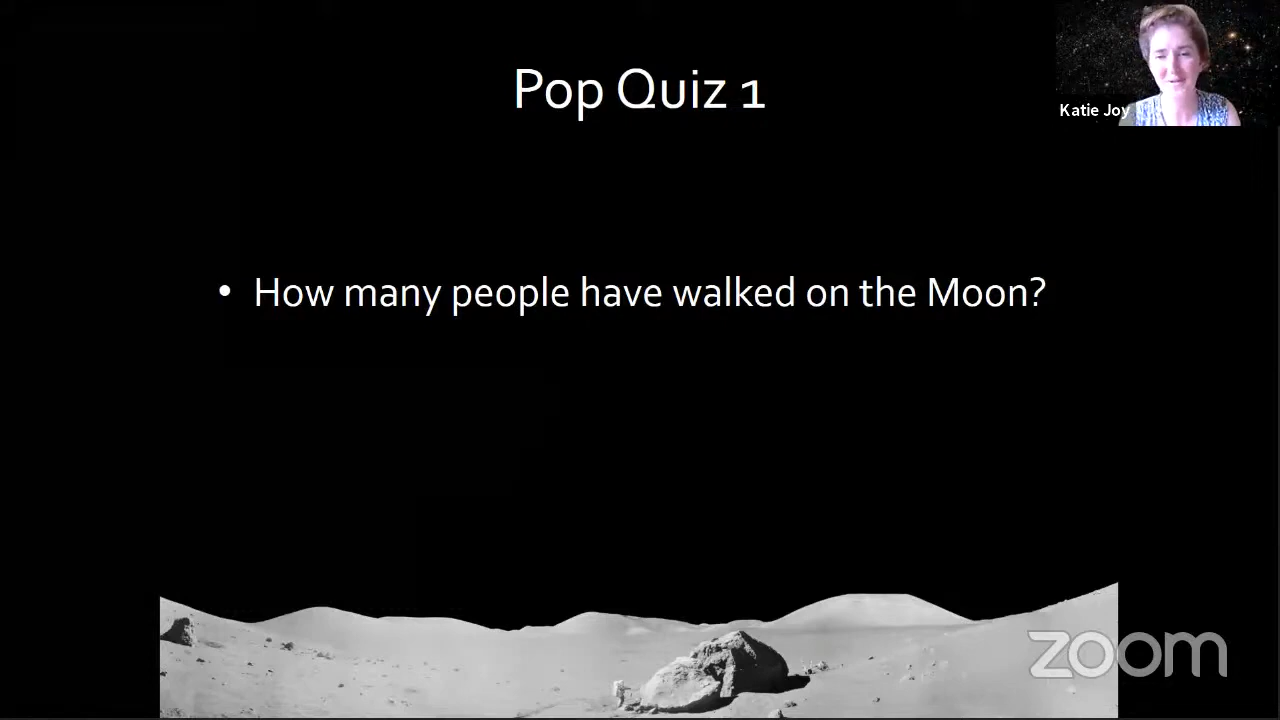 Pop Quiz 1
Katie Joy
• How many people have walked on the Moon?
zoom